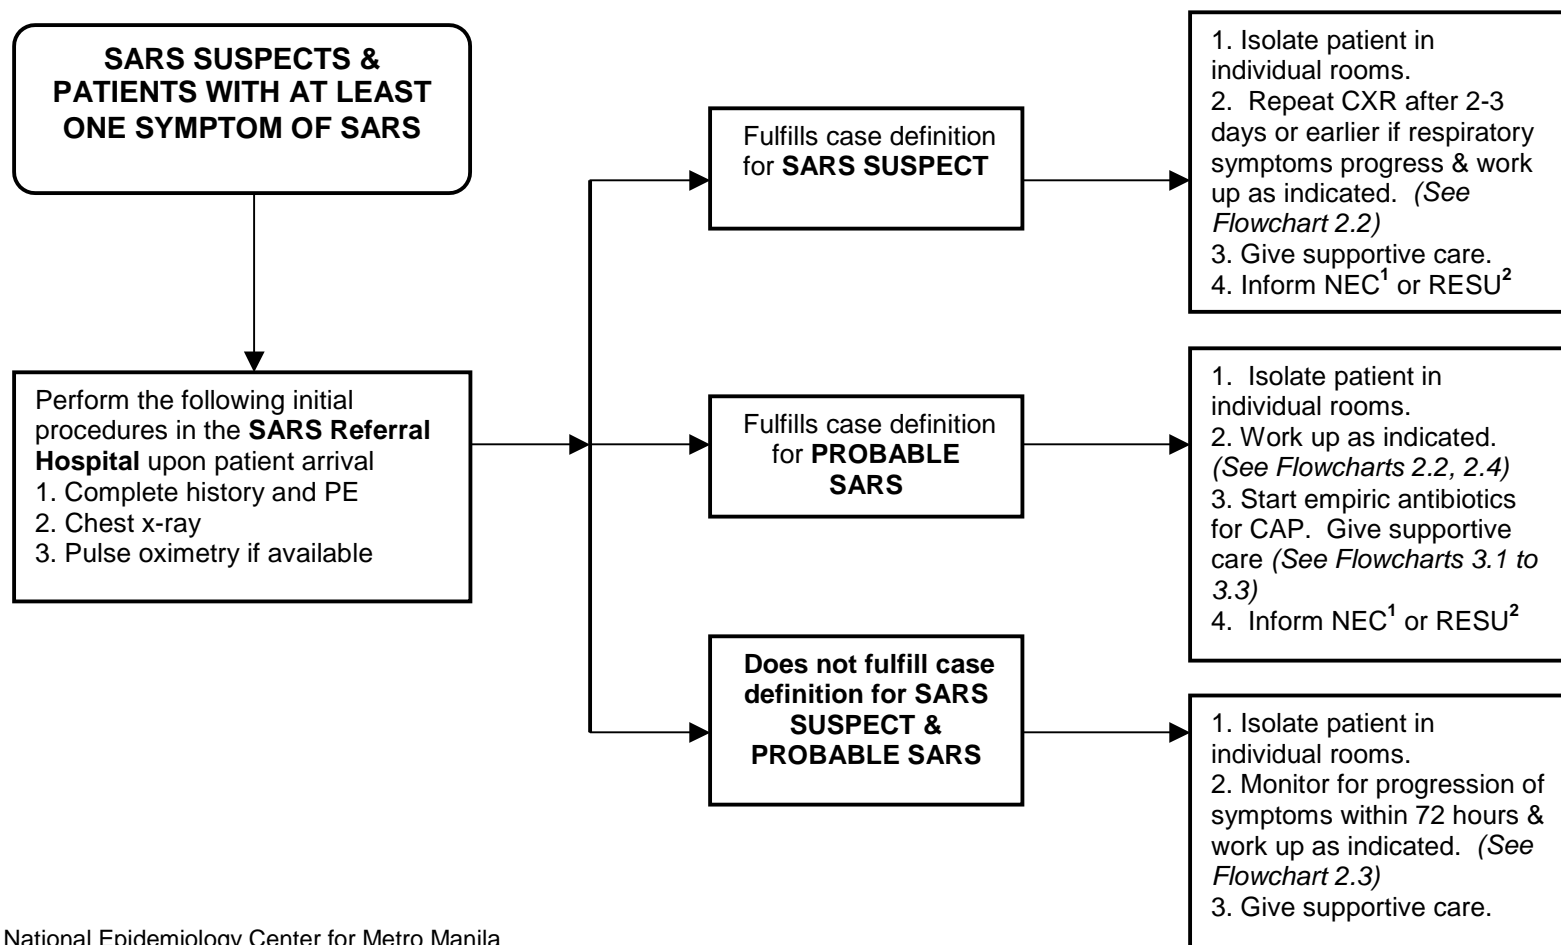 SARS SUSPECTS &
PATIENTS WITH AT LEAST
ONE SYMPTOM OF SARS
Perform the following initial
procedures in the SARS Referral
Hospital upon patient arrival
1. Complete history and PE
2. Chest x-ray
3. Pulse oximetry if available
Fulfills case definition
for SARS SUSPECT
1. Isolate patient in
individual rooms.
2. Repeat CXR after 2-3
days or earlier if respiratory
symptoms progress & work
up as indicated. (See
Flowchart 2.2)
3. Give supportive care.
4. Inform NEC¹ or RESU²
Fulfills case definition
for PROBABLE
SARS
1. Isolate patient in
individual rooms.
2. Work up as indicated.
(See Flowcharts 2.2, 2.4)
3. Start empiric antibiotics
for CAP. Give supportive
care (See Flowcharts 3.1 to
3.3)
4. Inform NEC¹ or RESU²
Does not fulfill case
definition for SARS
SUSPECT &
PROBABLE SARS
1. Isolate patient in
individual rooms.
2. Monitor for progression of
symptoms within 72 hours &
work up as indicated. (See
Flowchart 2.3)
3. Give supportive care.
National Epidemiology Center for Metro Manila